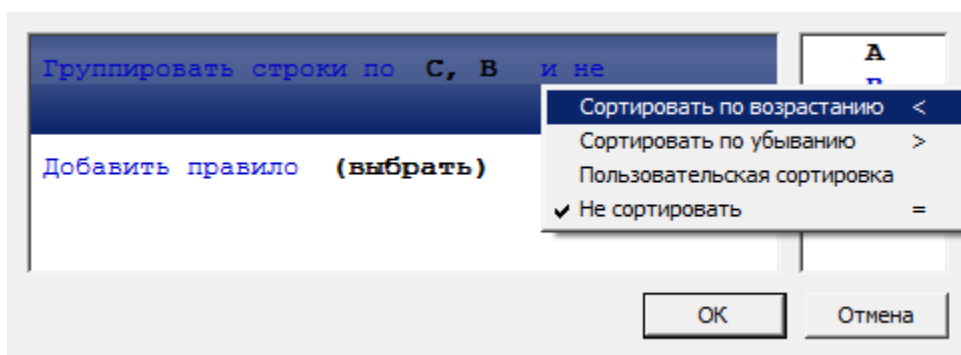 Группировать строки по C, B и не
A
Сортировать по возрастанию <
Сортировать по убыванию >
Добавить правило (выбрать)
Пользовательская сортировка
Не сортировать =
ОК
Отмена